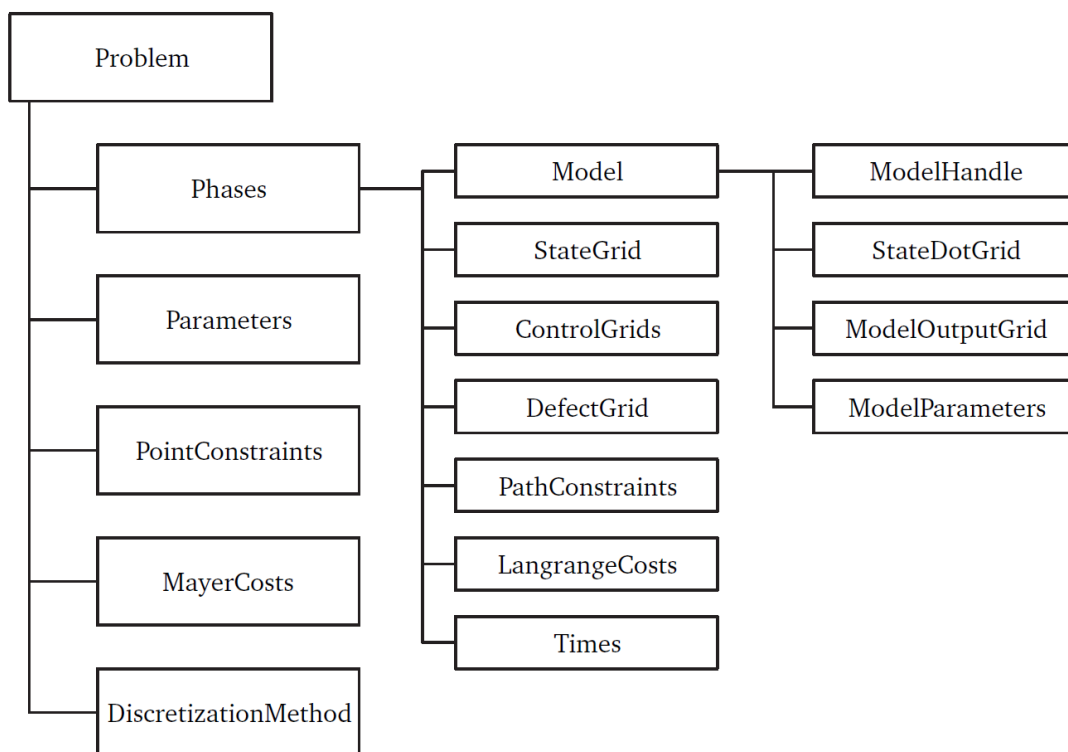 Problem
Phases
Parameters
PointConstraints
MayerCosts
DiscretizationMethod
Model
StateGrid
ControlGrids
DefectGrid
PathConstraints
LangrangeCosts
Times
ModelHandle
StateDotGrid
ModelOutputGrid
ModelParameters